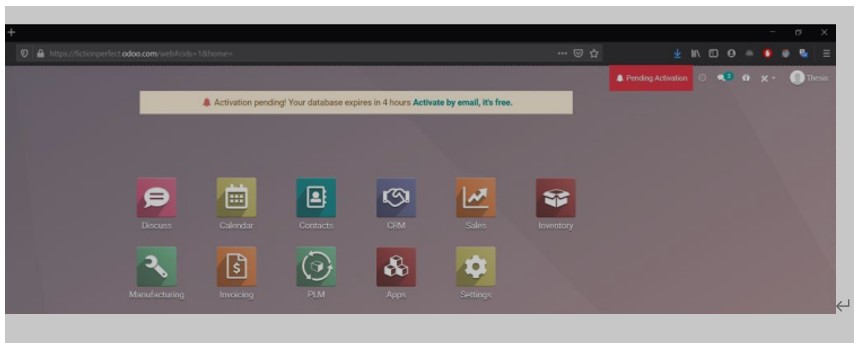 https://fictionperfect.odoo.com/web#cids=1&home=
Pending Activation
2
Thesis
Activation pending! Your database expires in 4 hours Activate by email, it's free.
Discuss
Calendar
Contacts
CRM
Sales
Inventory
Manufacturing
Invoicing
PLM
Apps
Settings